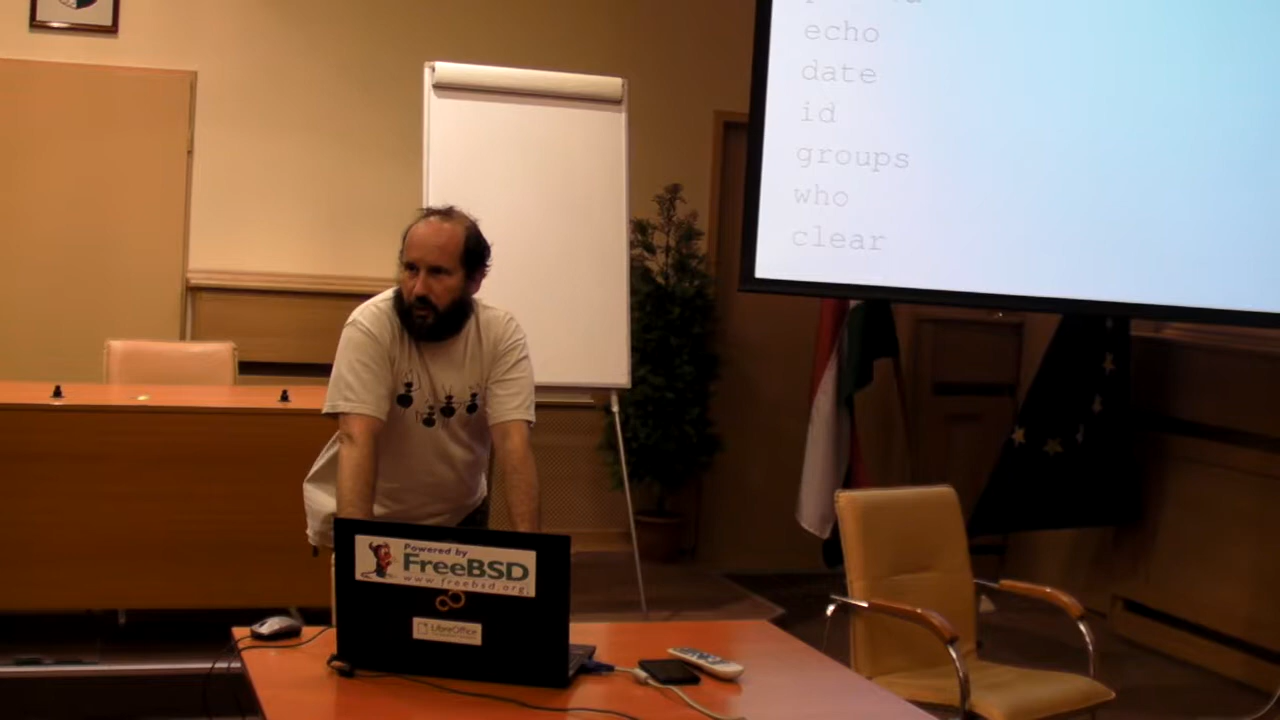 echo
date
id
groups
who
clear
Powered by
FreeBSD
www.freebsd.org
LibreOffice